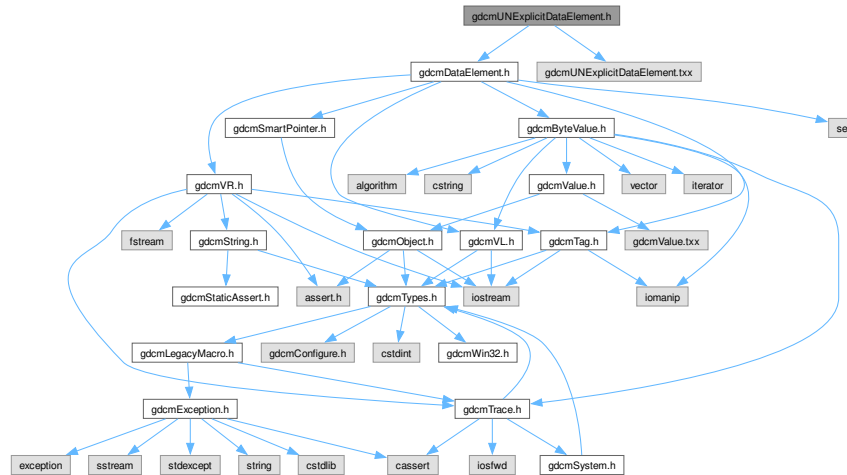 gdcmUNExplicitDataElement.h
gdcmDataElement.h
gdcmUNExplicitDataElement.txx
gdcmSmartPointer.h
gdcmByteValue.h
se
gdcmVR.h
algorithm
cstring
gdcmValue.h
vector
iterator
fstream
gdcmString.h
gdcmObject.h
gdcmVL.h
gdcmTag.h
gdcmValue.txx
gdcmStaticAssert.h
assert.h
gdcmTypes.h
iostream
iomanip
gdcmLegacyMacro.h
gdcmConfigure.h
cstdint
gdcmWin32.h
gdcmException.h
gdcmTrace.h
exception
sstream
stdexcept
string
cstdlib
cassert
iosfwd
gdcmSystem.h